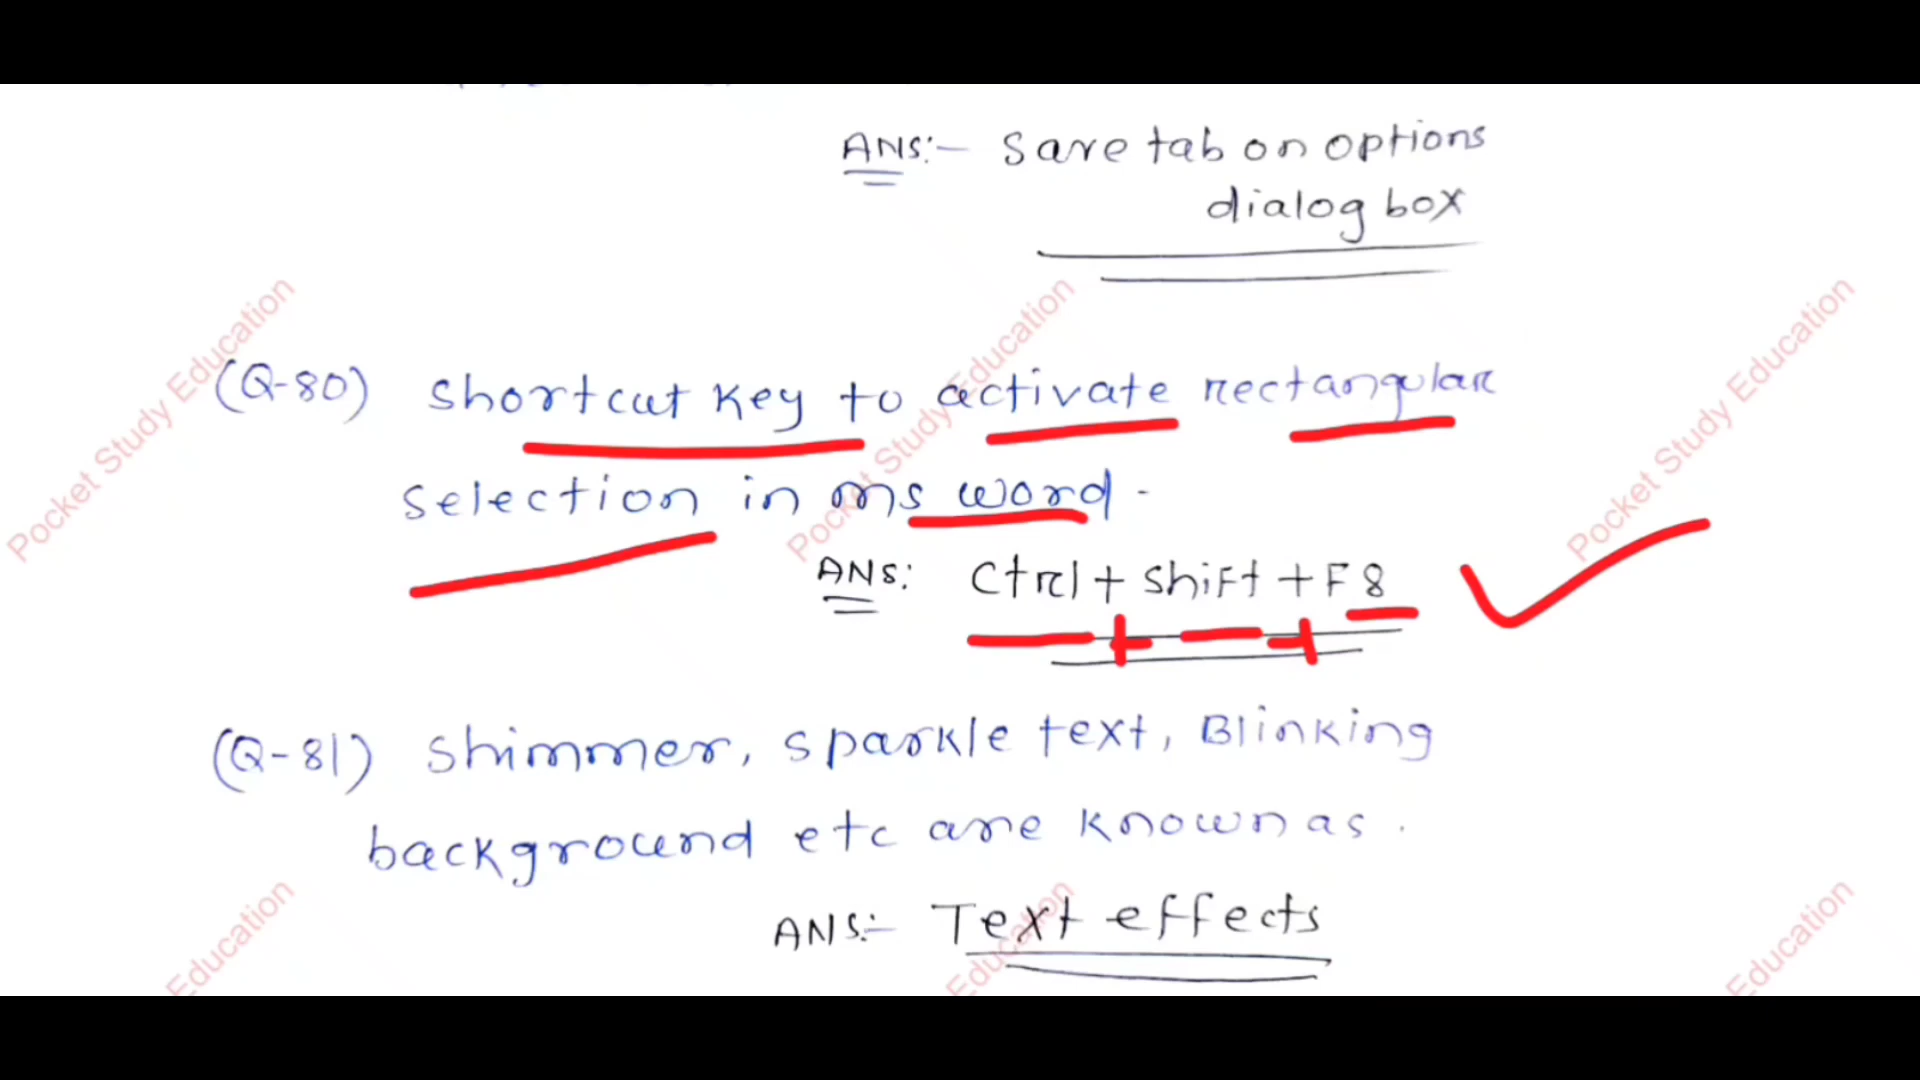 ANS:- Save tab on options
dialog box
(Q-80) Shortcut key to activate rectangular
selection in ms word.
ANS: Ctrl + Shift + F8
(Q-81) Shimmer, sparkle text, Blinking
background etc are known as.
ANS:- Text effects
Pocket Study Education
Pocket Study Education
Pocket Study Education
Education
Education
Education